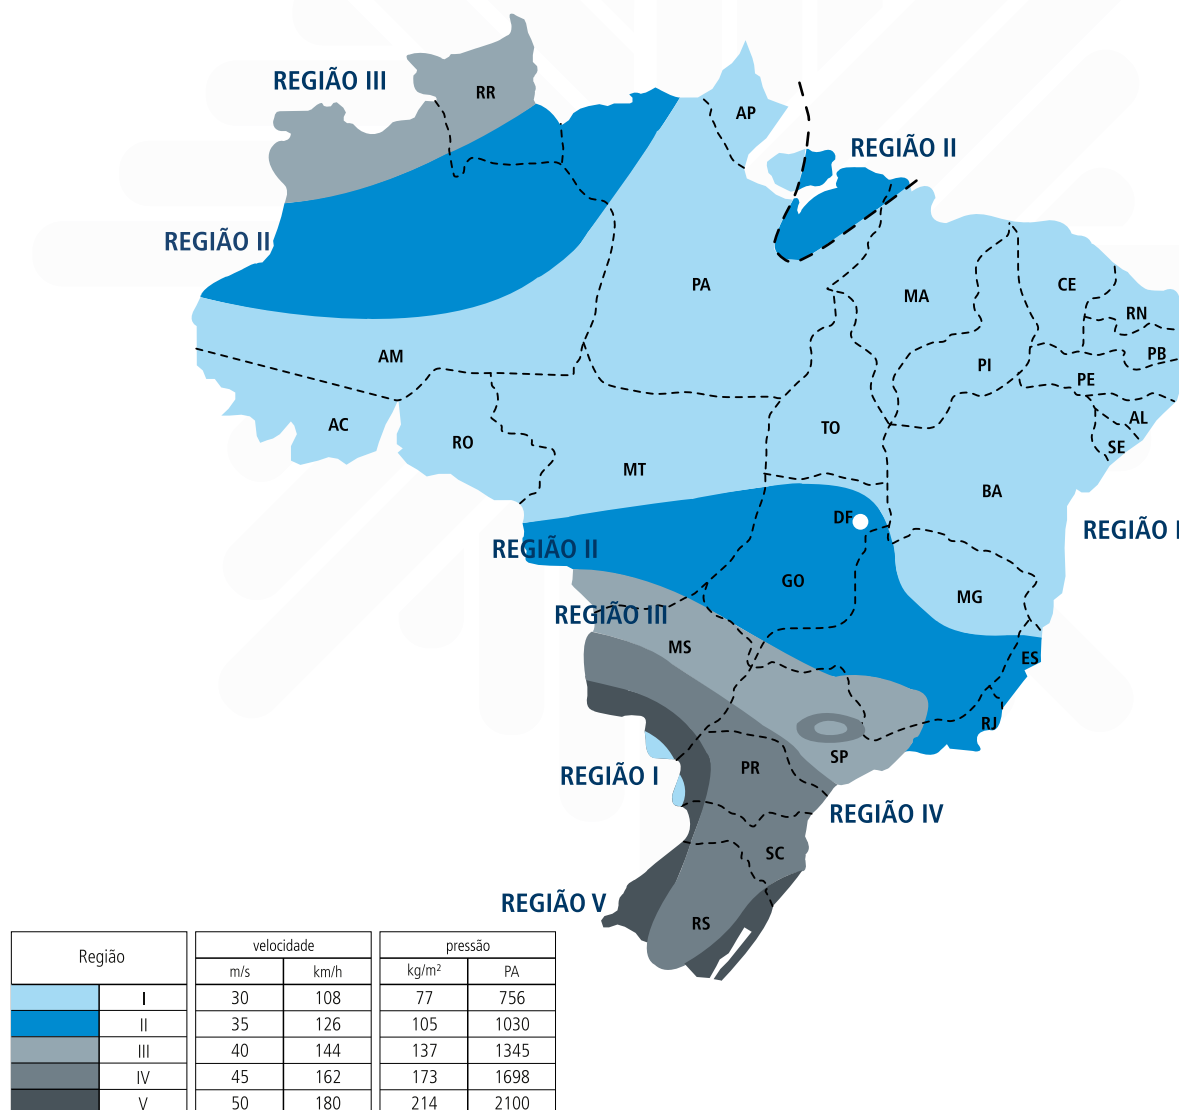 REGIÃO III
RR
AP
REGIÃO II
REGIÃO II
PA
MA
CE
RN
PB
PI
PE
AM
AL
AC
RO
TO
SE
MT
BA
DF
REGIÃO I
REGIÃO II
GO
MG
REGIÃO III
MS
ES
RJ
SP
PR
REGIÃO I
REGIÃO IV
SC
REGIÃO V
RS
Região velocidade pressão
m/s km/h kg/m² PA
I 30 108 77 756
II 35 126 105 1030
III 40 144 137 1345
IV 45 162 173 1698
V 50 180 214 2100